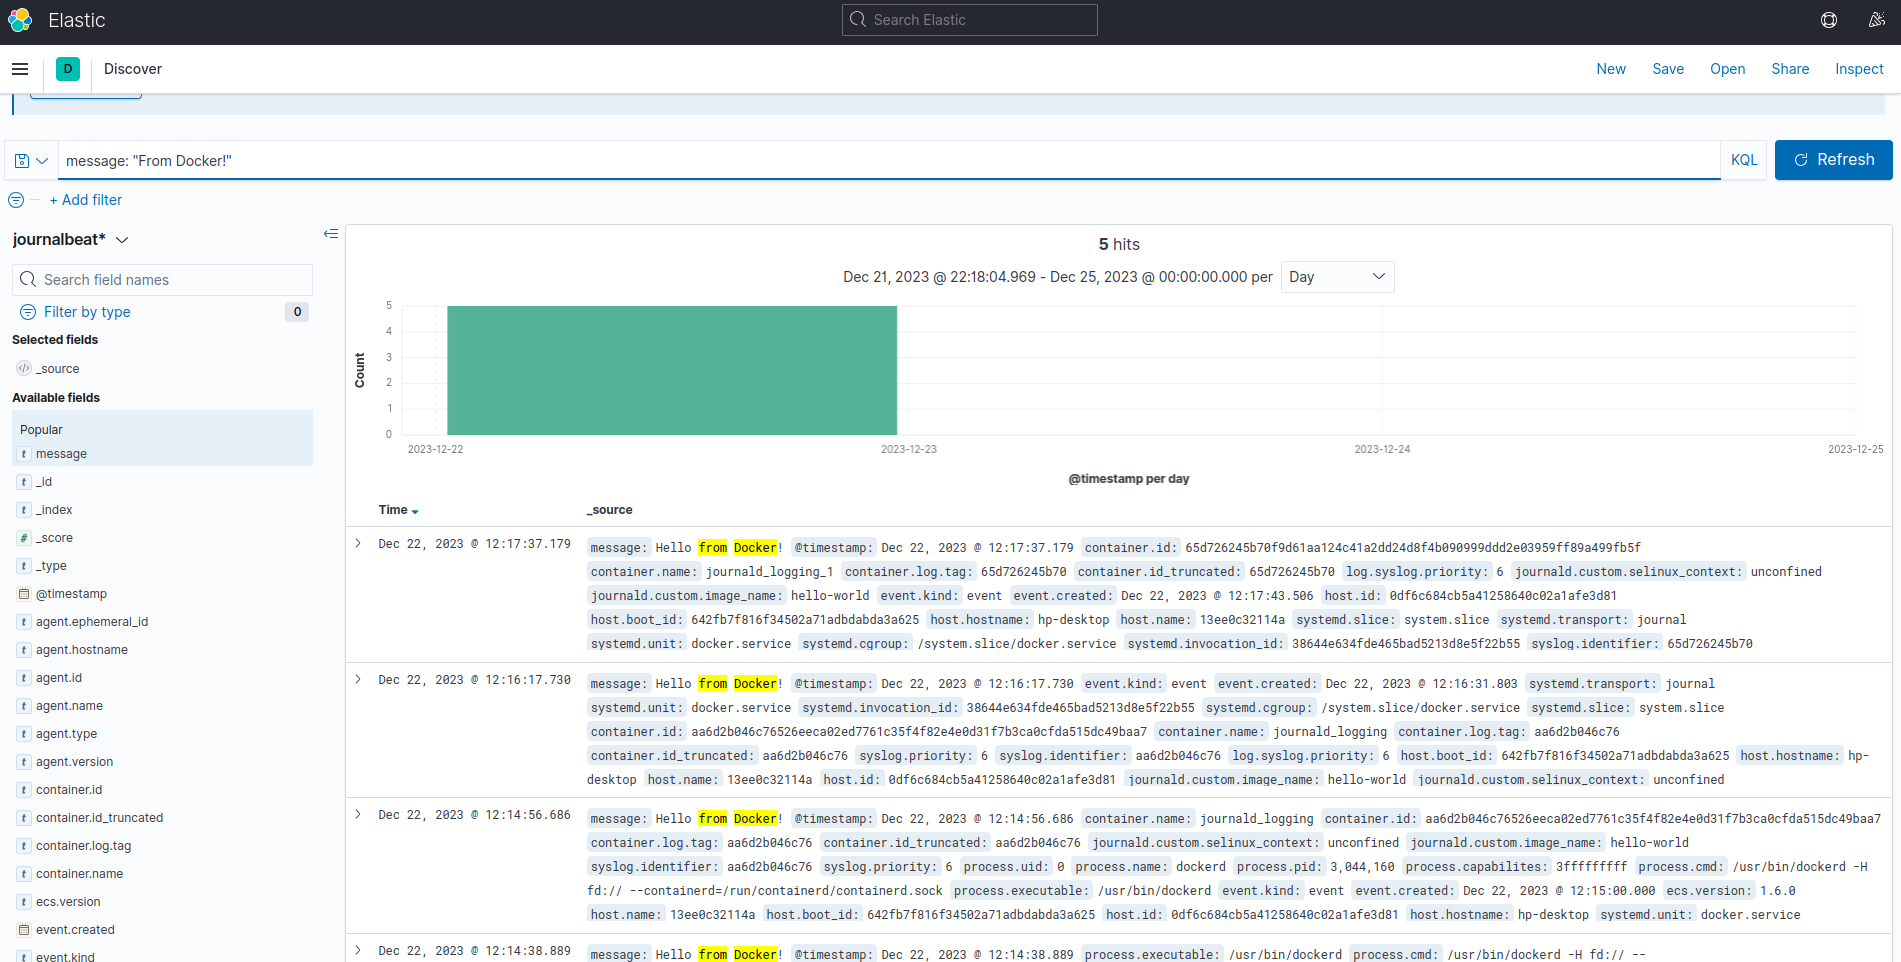 Elastic
Search Elastic
D
Discover
New Save Open Share Inspect
message: "From Docker!"
KQL
Refresh
+ Add filter
journalbeat*
Search field names
Filter by type 0
Selected fields
_source
Available fields
Popular
t message
t _id
t _index
# _score
t _type
@timestamp
t agent.ephemeral_id
t agent.hostname
t agent.id
t agent.name
t agent.type
t agent.version
t container.id
t container.id_truncated
t container.log.tag
t container.name
t ecs.version
event.created
t event.kind
5 hits
Dec 21, 2023 @ 22:18:04.969 - Dec 25, 2023 @ 00:00:00.000 per Day
Count
5
4
3
2
1
0
2023-12-22 2023-12-23 2023-12-24 2023-12-25
@timestamp per day
Time _source
Dec 22, 2023 @ 12:17:37.179
message: Hello from Docker! @timestamp: Dec 22, 2023 @ 12:17:37.179 container.id: 65d726245b70f9d61aa124c41a2dd24d8f4b090999ddd2e03959ff89a499fb5f
container.name: journald_logging_1 container.log.tag: 65d726245b70 container.id_truncated: 65d726245b70 log.syslog.priority: 6 journald.custom.selinux_context: unconfined
journald.custom.image_name: hello-world event.kind: event event.created: Dec 22, 2023 @ 12:17:43.506 host.id: 0df6c684cb5a41258640c02a1afe3d81
host.boot_id: 642fb7f816f34502a71adbdabda3a625 host.hostname: hp-desktop host.name: 13ee0c32114a systemd.slice: system.slice systemd.transport: journal
systemd.unit: docker.service systemd.cgroup: /system.slice/docker.service systemd.invocation_id: 38644e634fde465bad5213d8e5f22b55 syslog.identifier: 65d726245b70
Dec 22, 2023 @ 12:16:17.730
message: Hello from Docker! @timestamp: Dec 22, 2023 @ 12:16:17.730 event.kind: event event.created: Dec 22, 2023 @ 12:16:31.803 systemd.transport: journal
systemd.unit: docker.service systemd.invocation_id: 38644e634fde465bad5213d8e5f22b55 systemd.cgroup: /system.slice/docker.service systemd.slice: system.slice
container.id: aa6d2b046c76526eeca02ed7761c35f4f82e4e0d31f7b3ca0cfda515dc49baa7 container.name: journald_logging container.log.tag: aa6d2b046c76
container.id_truncated: aa6d2b046c76 syslog.priority: 6 syslog.identifier: aa6d2b046c76 log.syslog.priority: 6 host.boot_id: 642fb7f816f34502a71adbdabda3a625 host.hostname: hp-
desktop host.name: 13ee0c32114a host.id: 0df6c684cb5a41258640c02a1afe3d81 journald.custom.image_name: hello-world journald.custom.selinux_context: unconfined
Dec 22, 2023 @ 12:14:56.686
message: Hello from Docker! @timestamp: Dec 22, 2023 @ 12:14:56.686 container.name: journald_logging container.id: aa6d2b046c76526eeca02ed7761c35f4f82e4e0d31f7b3ca0cfda515dc49baa7
container.log.tag: aa6d2b046c76 container.id_truncated: aa6d2b046c76 journald.custom.selinux_context: unconfined journald.custom.image_name: hello-world
syslog.identifier: aa6d2b046c76 syslog.priority: 6 process.uid: 0 process.name: dockerd process.pid: 3,044,160 process.capabilites: 3fffffffff process.cmd: /usr/bin/dockerd -H
fd:// --containerd=/run/containerd/containerd.sock process.executable: /usr/bin/dockerd event.kind: event event.created: Dec 22, 2023 @ 12:15:00.000 ecs.version: 1.6.0
host.name: 13ee0c32114a host.boot_id: 642fb7f816f34502a71adbdabda3a625 host.id: 0df6c684cb5a41258640c02a1afe3d81 host.hostname: hp-desktop systemd.unit: docker.service
Dec 22, 2023 @ 12:14:38.889
message: Hello from Docker! @timestamp: Dec 22, 2023 @ 12:14:38.889 process.executable: /usr/bin/dockerd process.cmd: /usr/bin/dockerd -H fd:// --